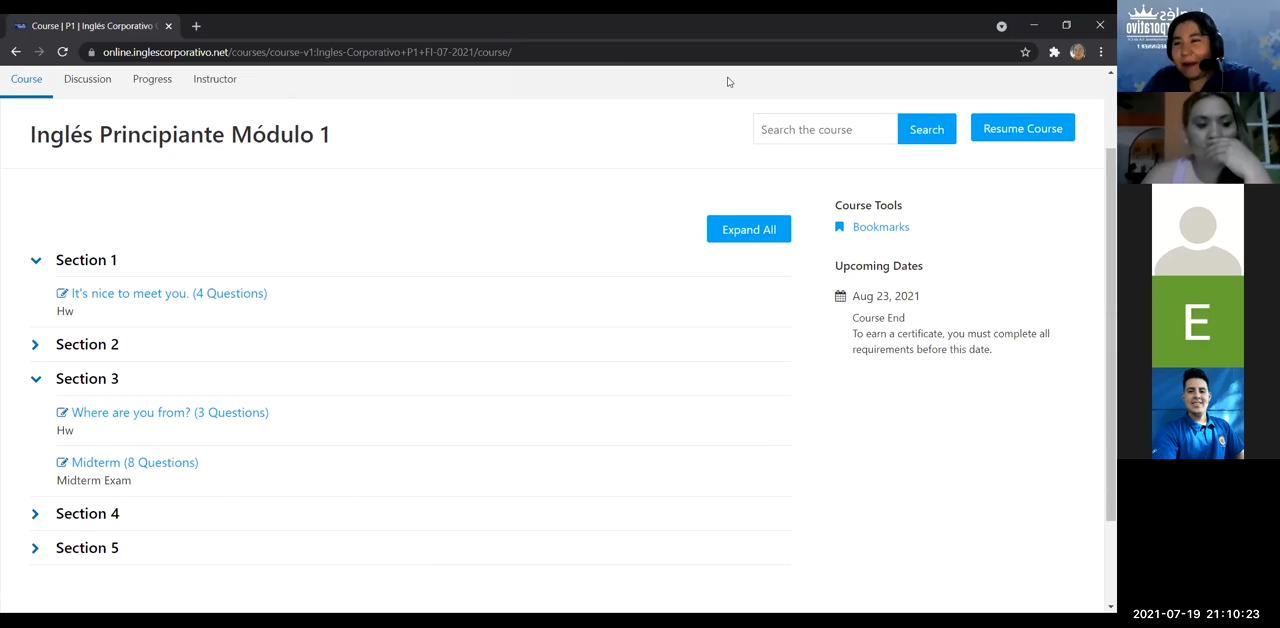 Course | P1 | Inglés Corporativo
online.inglescorporativo.net/courses/course-v1:Ingles-Corporativo+P1+FI-07-2021/course/
Course
Discussion
Progress
Instructor
Inglés Principiante Módulo 1
Search the course
Search
Resume Course
Expand All
Section 1
It's nice to meet you. (4 Questions)
Hw
Section 2
Section 3
Where are you from? (3 Questions)
Hw
Midterm (8 Questions)
Midterm Exam
Section 4
Section 5
Course Tools
Bookmarks
Upcoming Dates
Aug 23, 2021
Course End
To earn a certificate, you must complete all
requirements before this date.
E
2021-07-19 21:10:23